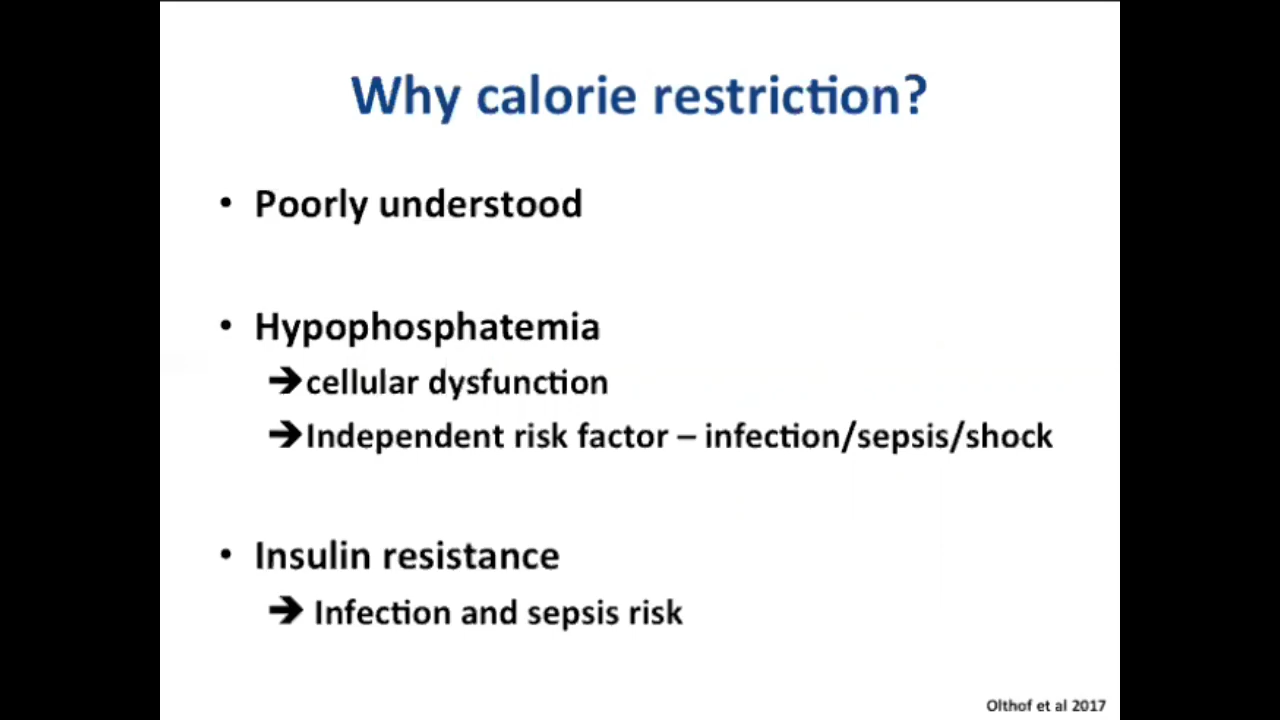 Why calorie restriction?
• Poorly understood
• Hypophosphatemia
➔cellular dysfunction
➔Independent risk factor – infection/sepsis/shock
• Insulin resistance
➔ Infection and sepsis risk
Olthof et al 2017